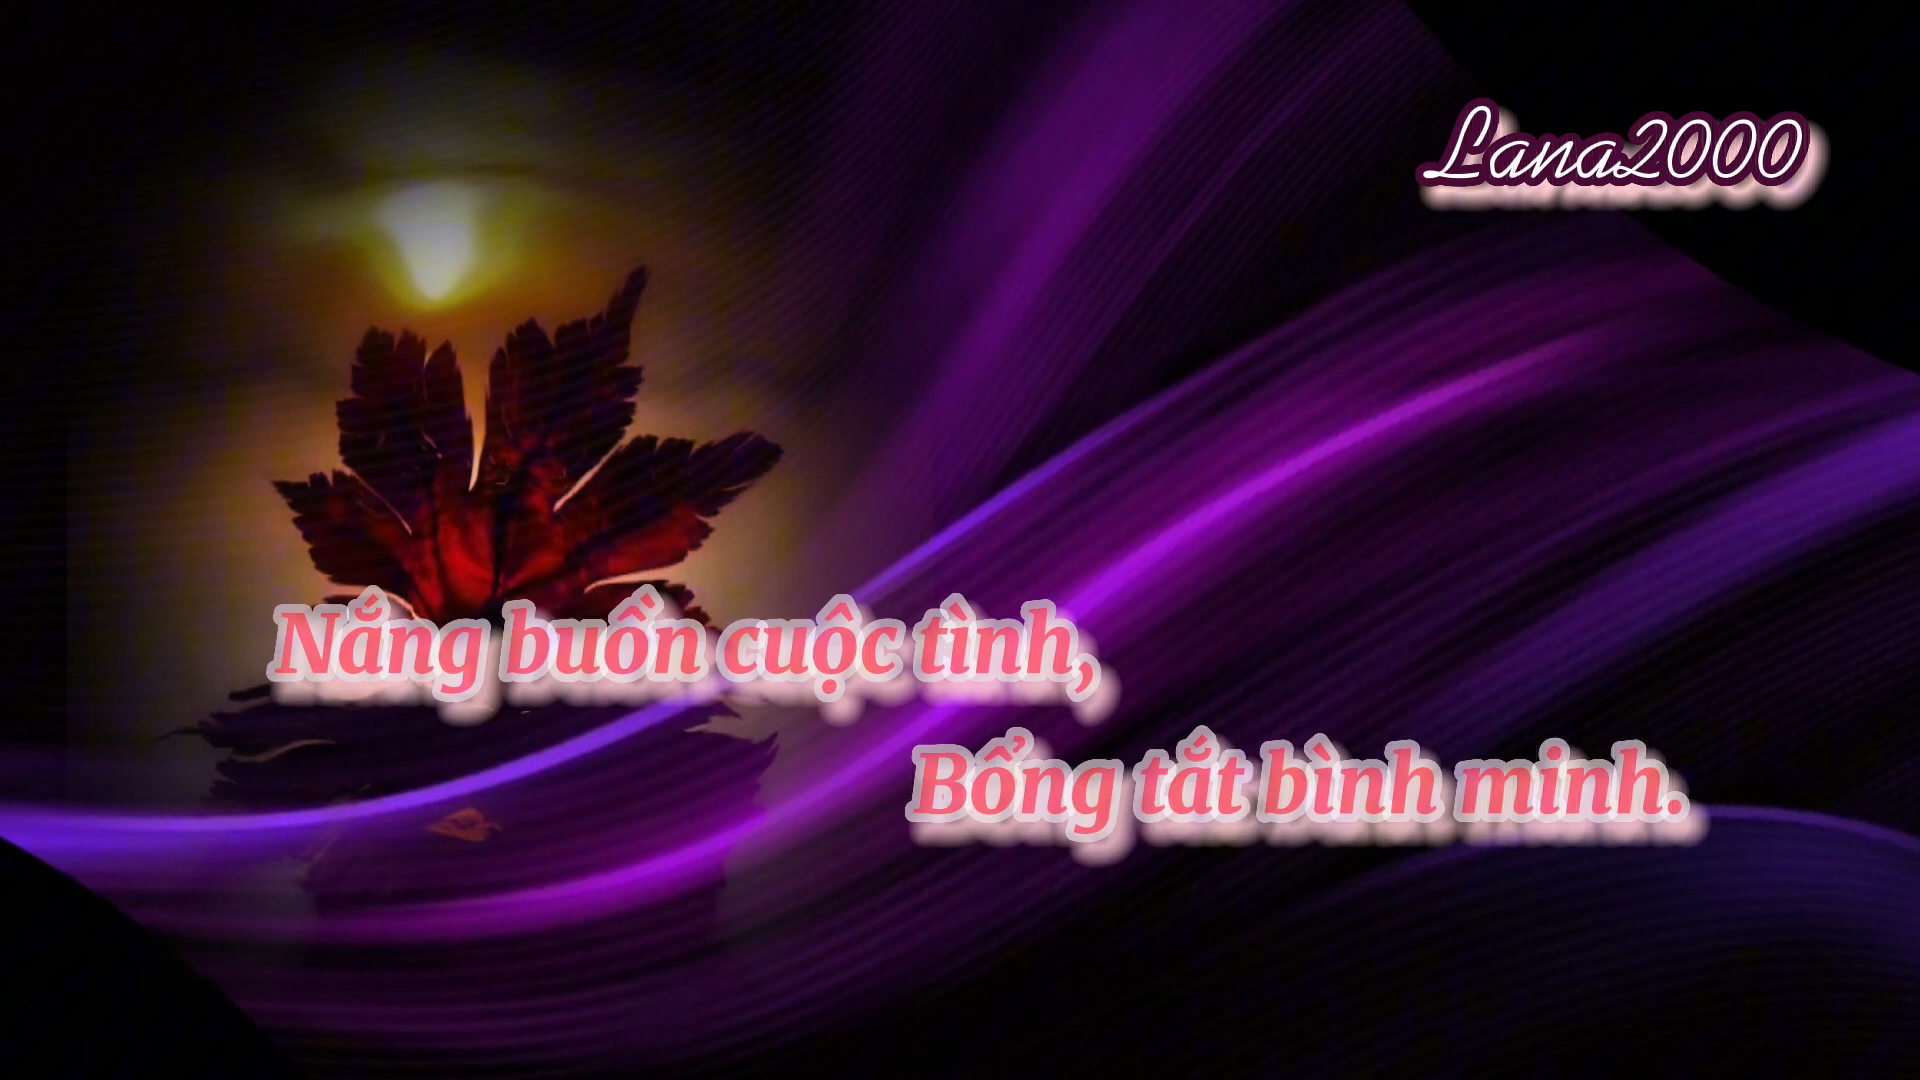 Lana2000
Nắng buồn cuộc tình,
Bổng tắt bình minh.